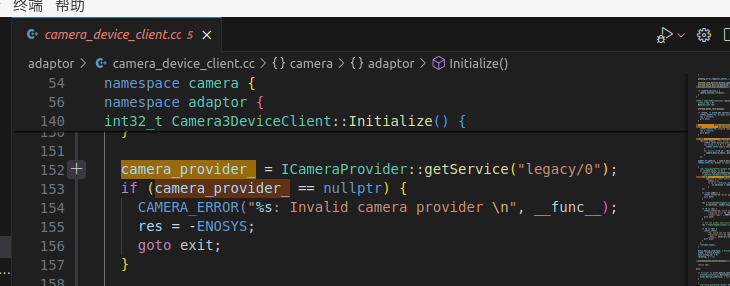 终端 帮助
camera_device_client.cc 5 ×
adaptor > camera_device_client.cc > {} camera > {} adaptor > Initialize()
54 namespace camera {
56 namespace adaptor {
140 int32_t Camera3DeviceClient::Initialize() {
150 }
151
152 camera_provider_ = ICameraProvider::getService("legacy/0");
153 if (camera_provider_ == nullptr) {
154 CAMERA_ERROR("%s: Invalid camera provider \n", __func__);
155 res = -ENOSYS;
156 goto exit;
157 }
158